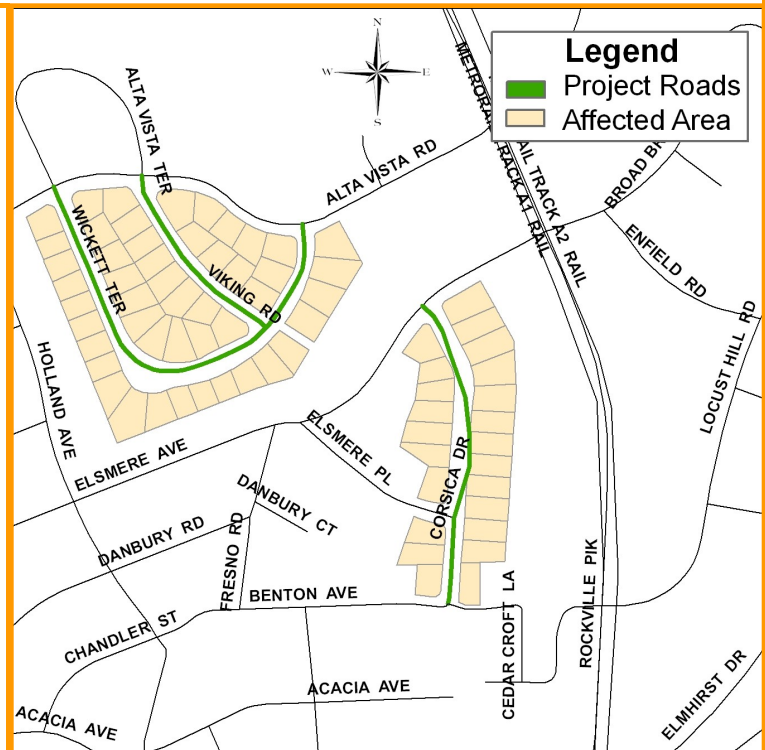 N
W E
S
Legend
Project Roads
Affected Area
METRORAIL TRACK A1 RAIL
RAIL TRACK A2 RAIL
ALTA VISTA TER
ALTA VISTA RD
BROAD
ENFIELD RD
WICKETT TER
VIKING RD
LOCUST HILL RD
HOLLAND AVE
ELSMERE AVE
ELSMERE PL
CORSICA DR
DANBURY CT
DANBURY RD
FRESNO RD
BENTON AVE
CHANDLER ST
CEDAR CROFT LA
ROCKVILLE PIK
ACACIA AVE
ACACIA AVE
ELMHIRST DR